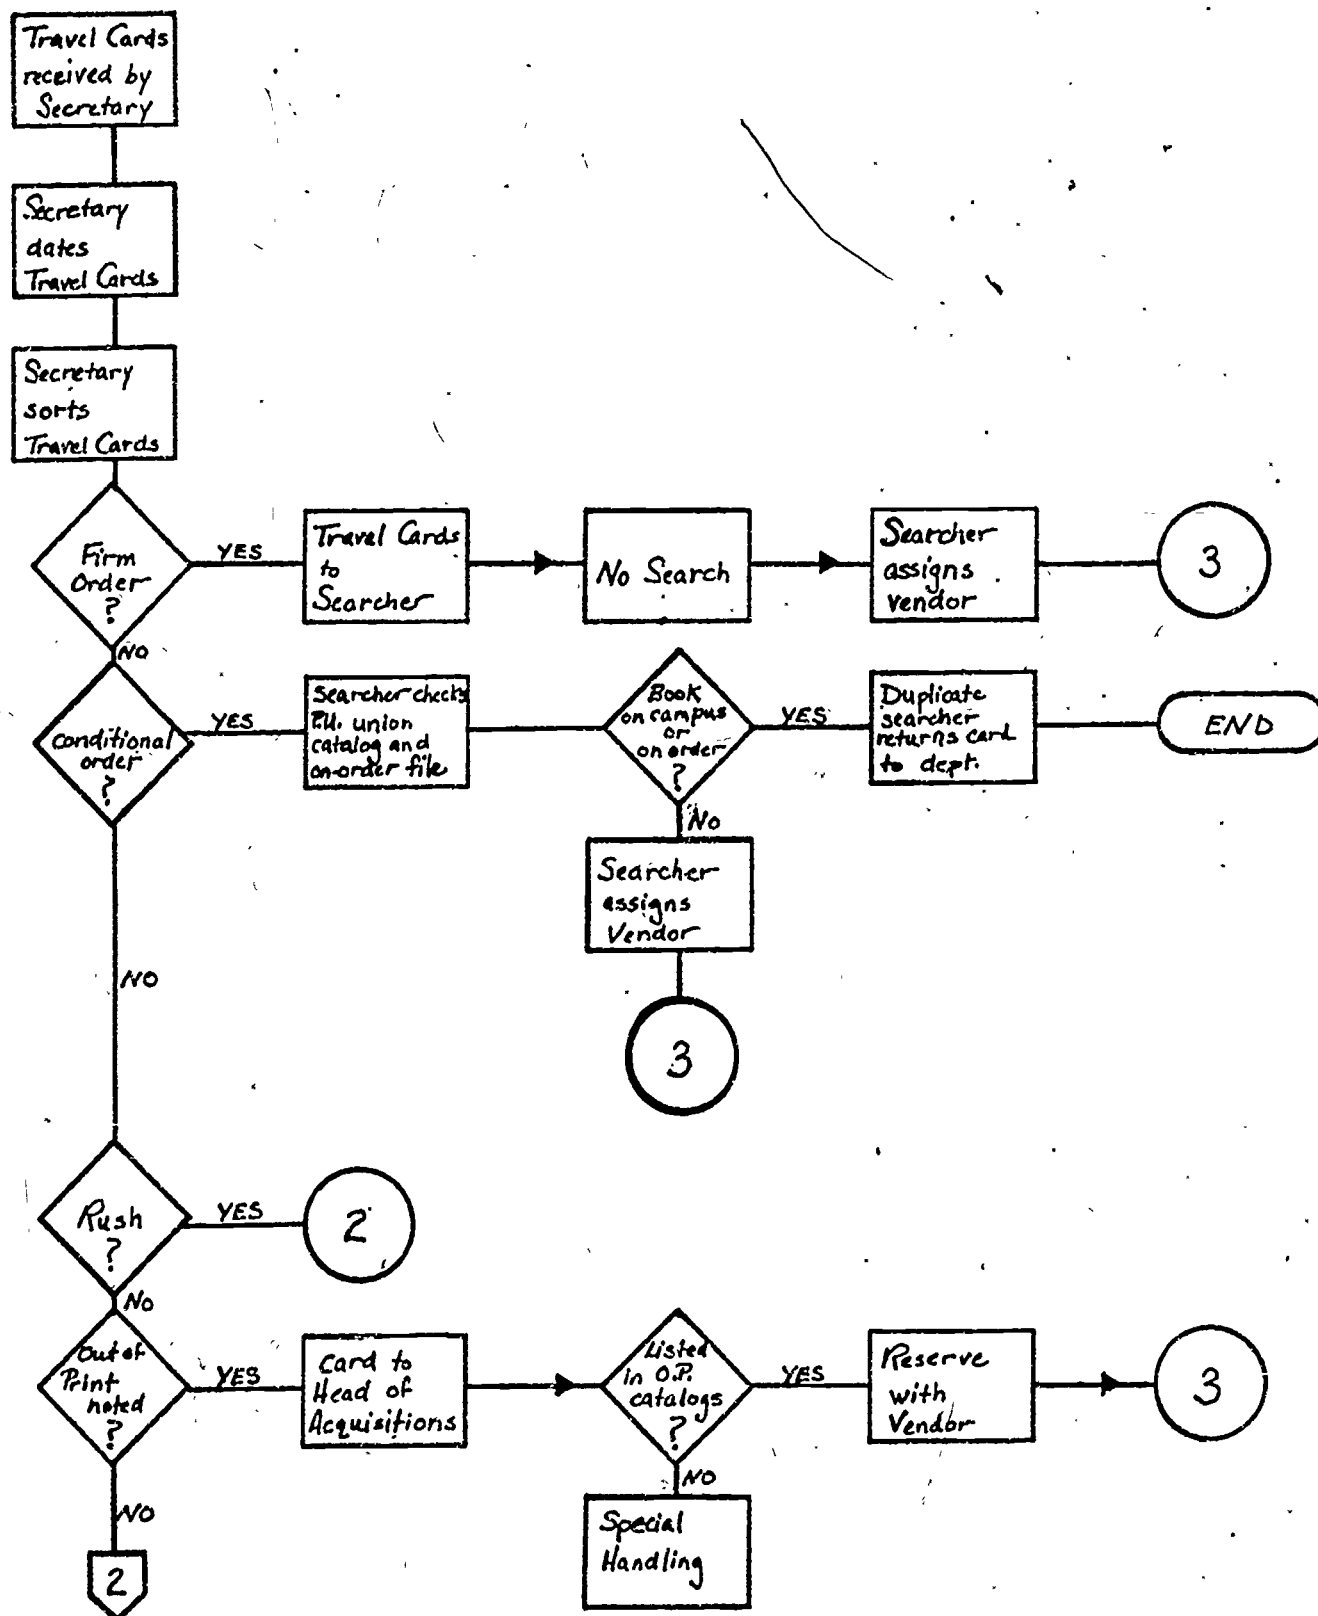 Travel Cards
received by
Secretary
Secretary
dates
Travel Cards
Secretary
sorts
Travel Cards
Firm
Order
?
YES
Travel Cards
to
Searcher
No Search
Searcher
assigns
vendor
3
NO
Conditional
order
?
YES
Searcher checks
P.U. union
catalog and
on-order file
Book
on campus
or
on order
?
YES
Duplicate
searcher
returns card
to dept.
END
No
Searcher
assigns
Vendor
3
NO
Rush
?
YES
2
No
Out of
Print
noted
?
YES
Card to
Head of
Acquisitions
Listed
in O.P.
catalogs
?
YES
Reserve
with
Vendor
3
NO
Special
Handling
NO
2